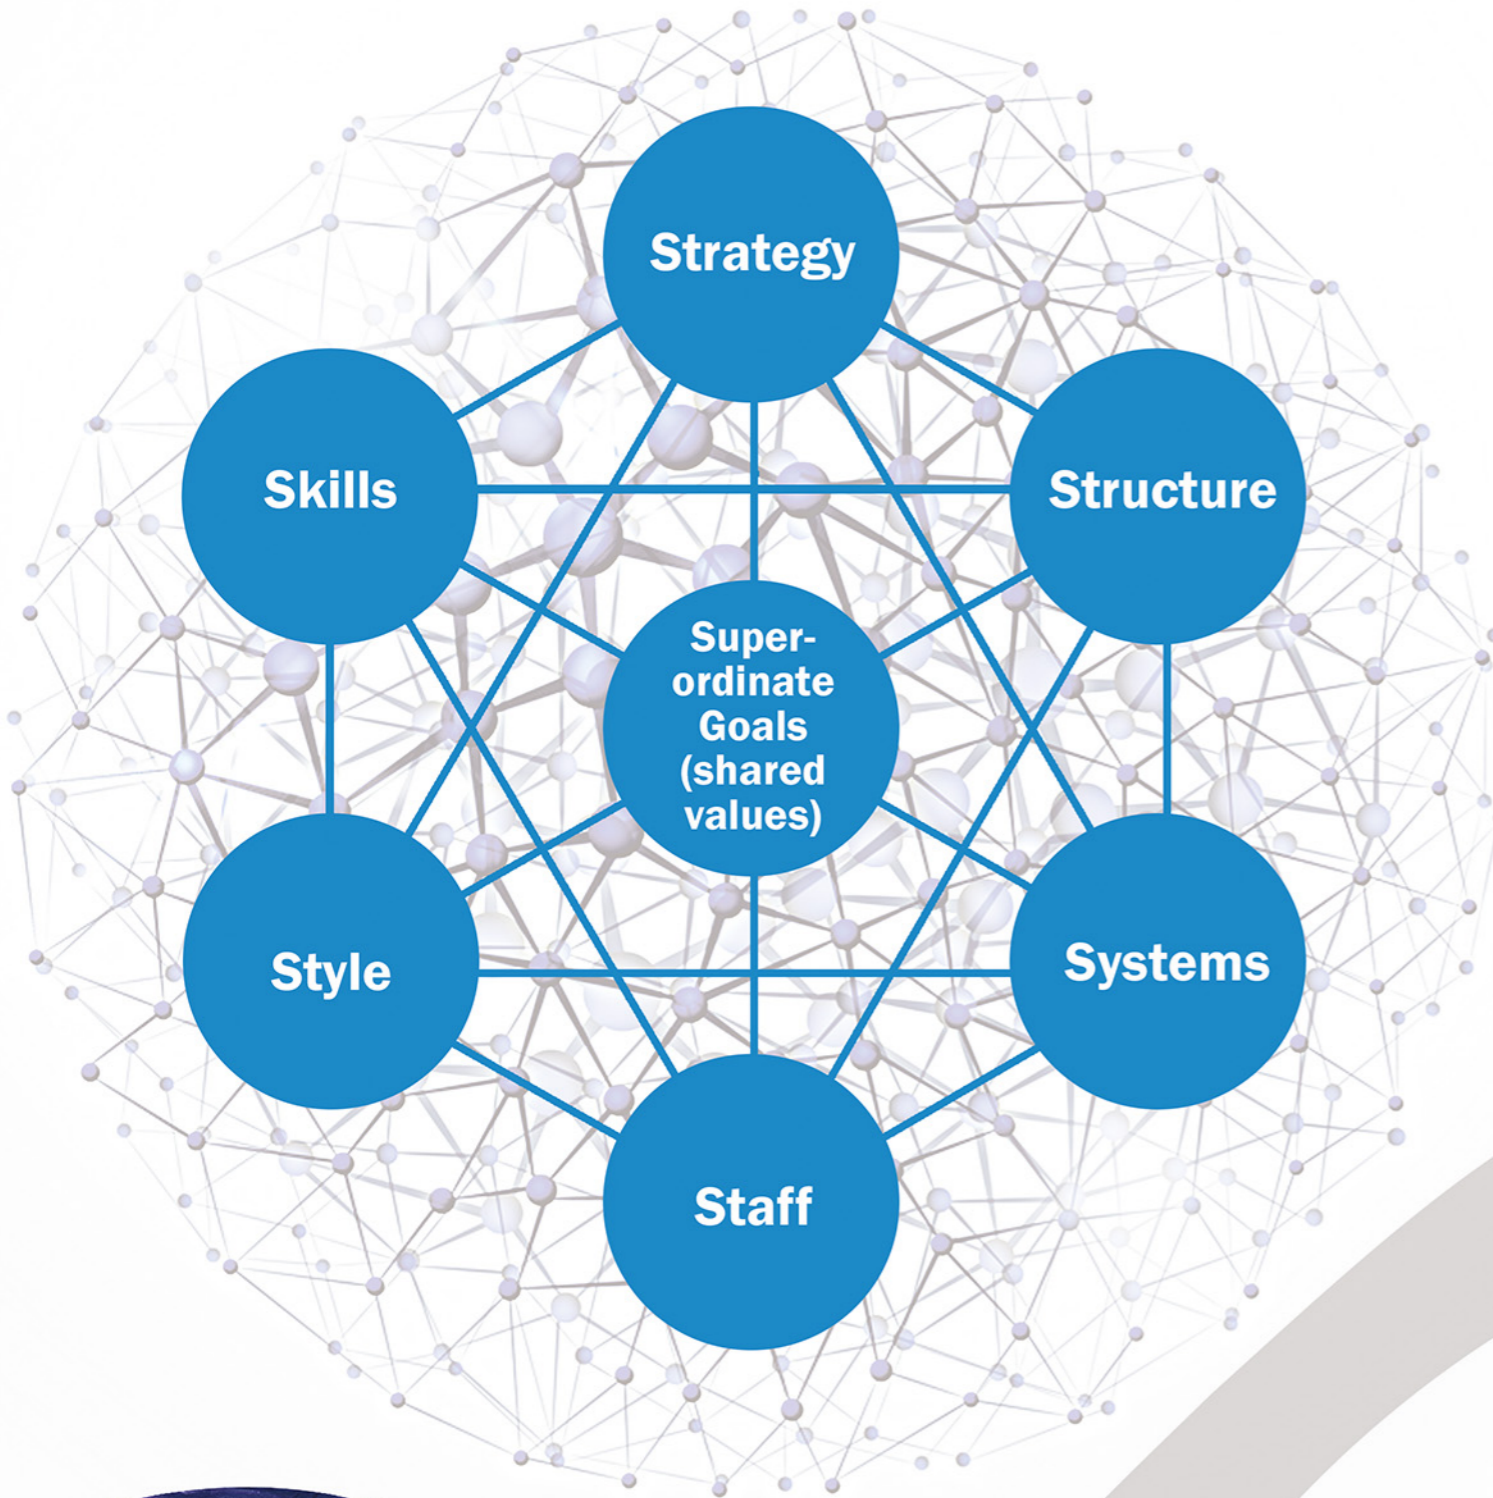 Strategy
Skills
Structure
Super-
ordinate
Goals
(shared
values)
Style
Systems
Staff